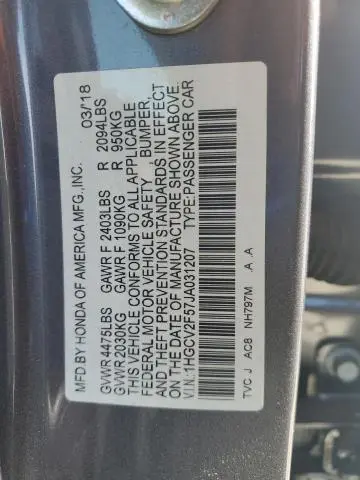 MFD.BY HONDA OF AMERICA MFG.,INC. 03/18
GVWR 4475LBS GAWR F 2403LBS R 2094LBS
GVWR 2030KG GAWR F 1090KG R 950KG
THIS VEHICLE CONFORMS TO ALL APPLICABLE
FEDERAL MOTOR VEHICLE SAFETY, BUMPER,
AND THEFT PREVENTION STANDARDS IN EFFECT
ON THE DATE OF MANUFACTURE SHOWN ABOVE.
V.I.N.:1HGCV2F57JA031207 TYPE:PASSENGER CAR
TVC J AC8 NH797M A A